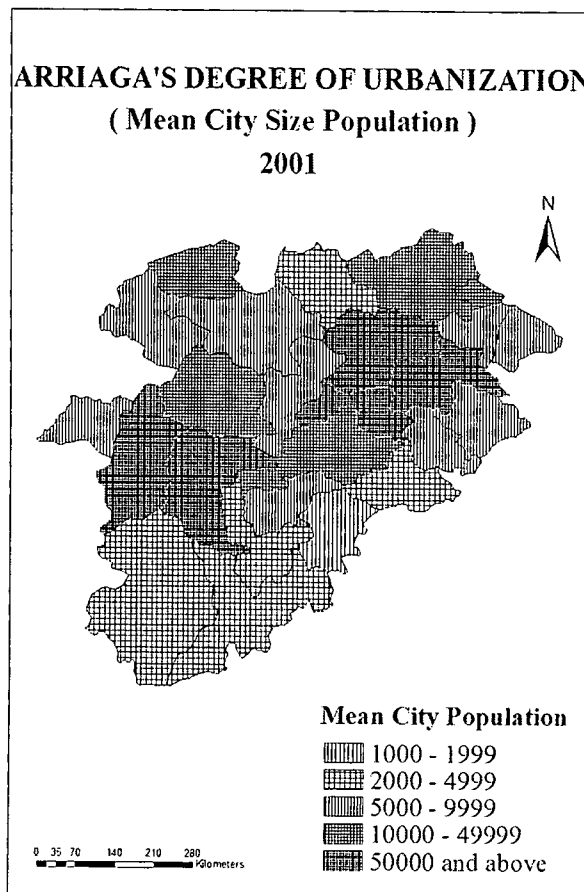 ARRIAGA'S DEGREE OF URBANIZATION
( Mean City Size Population )
2001
N
Mean City Population
1000 - 1999
2000 - 4999
5000 - 9999
10000 - 49999
50000 and above
0 35 70 140 210 280
Kilometers